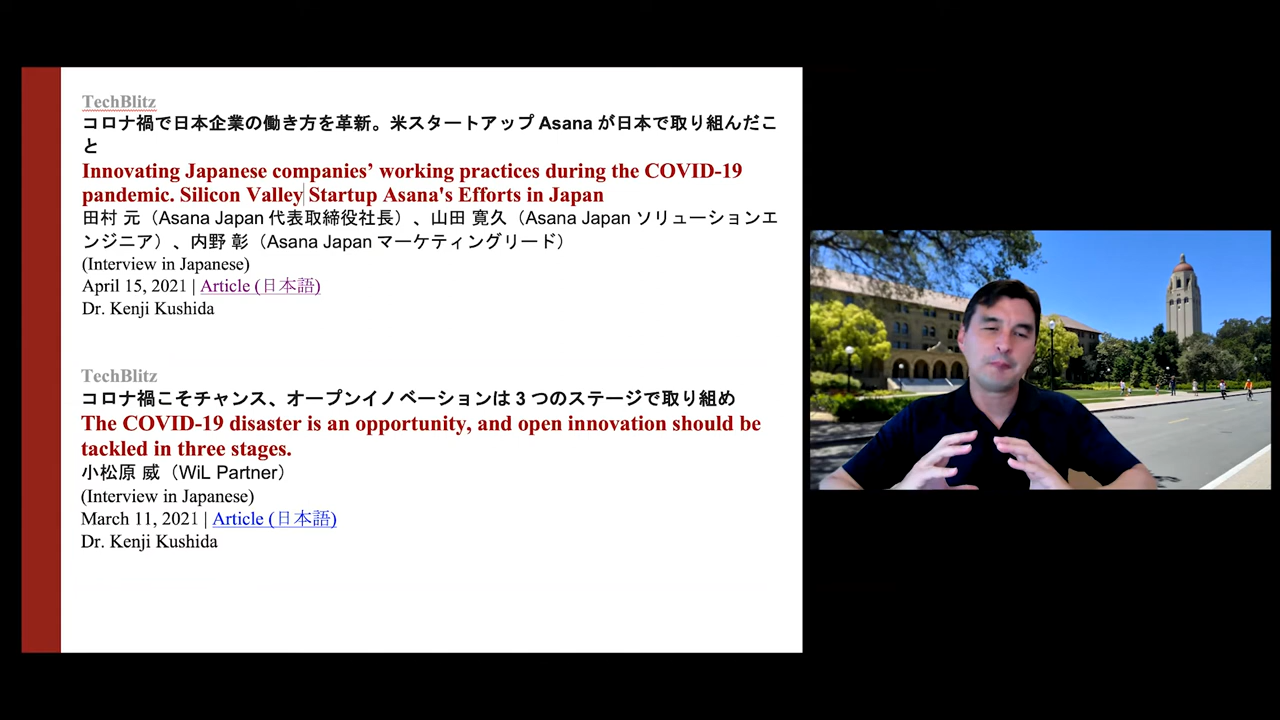 TechBlitz
コロナ禍で日本企業の働き方を革新。米スタートアップ Asana が日本で取り組んだこ
と
Innovating Japanese companies’ working practices during the COVID-19
pandemic. Silicon Valley Startup Asana's Efforts in Japan
田村 元（Asana Japan 代表取締役社長）、山田 寛久（Asana Japan ソリューションエ
ンジニア）、内野 彰（Asana Japan マーケティングリード）
(Interview in Japanese)
April 15, 2021 | Article (日本語)
Dr. Kenji Kushida
TechBlitz
コロナ禍こそチャンス、オープンイノベーションは 3 つのステージで取り組め
The COVID-19 disaster is an opportunity, and open innovation should be
tackled in three stages.
小松原 威（WiL Partner）
(Interview in Japanese)
March 11, 2021 | Article (日本語)
Dr. Kenji Kushida